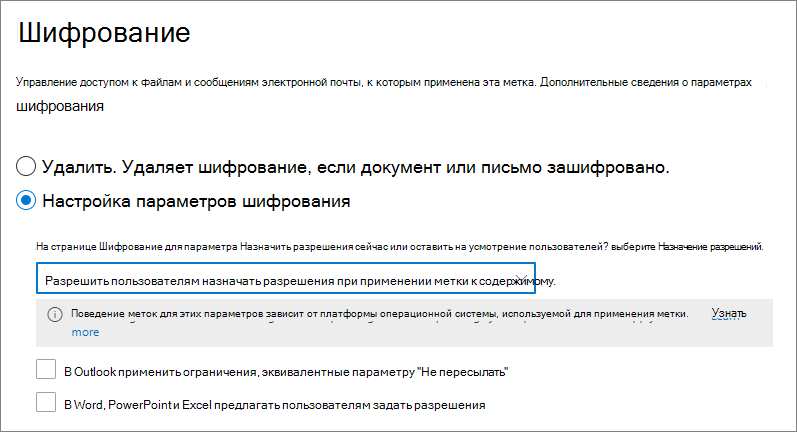 Шифрование
Управление доступом к файлам и сообщениям электронной почты, к которым применена эта метка. Дополнительные сведения о параметрах
шифрования
Удалить. Удаляет шифрование, если документ или письмо зашифровано.
Настройка параметров шифрования
На странице Шифрование для параметра Назначить разрешения сейчас или оставить на усмотрение пользователей? выберите Назначение разрешений.
Разрешить пользователям назначать разрешения при применении метки к содержимому.
Поведение меток для этих параметров зависит от платформы операционной системы, используемой для применения метки. Узнать
more
В Outlook применить ограничения, эквивалентные параметру "Не пересылать"
В Word, PowerPoint и Excel предлагать пользователям задать разрешения